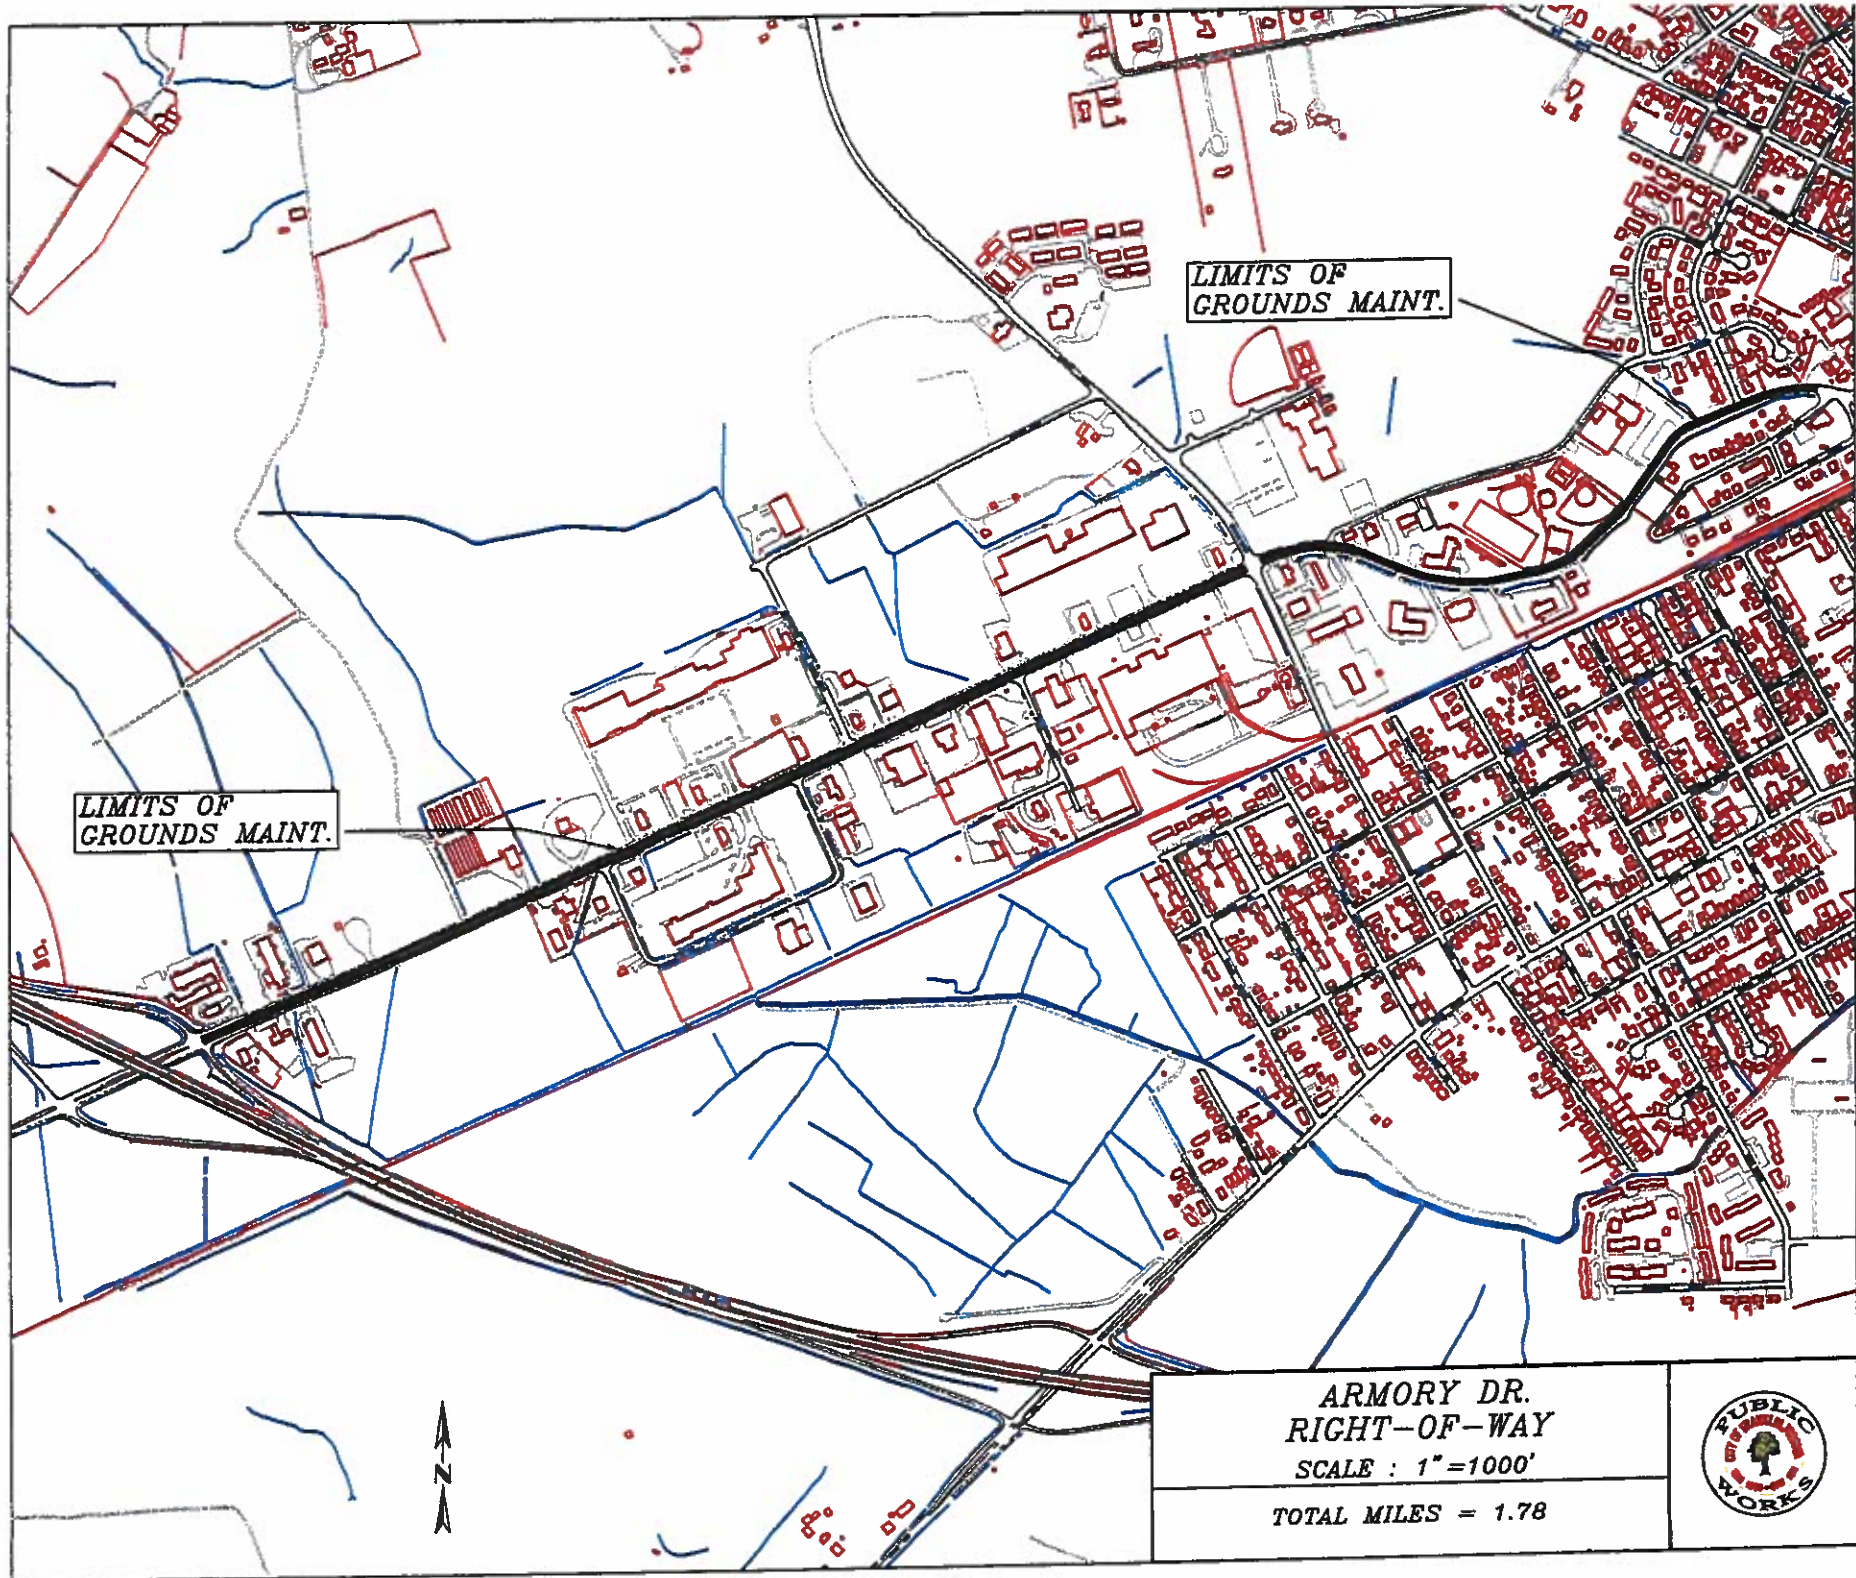 LIMITS OF
GROUNDS MAINT.
LIMITS OF
GROUNDS MAINT.
N
ARMORY DR.
RIGHT-OF-WAY
SCALE : 1"=1000'
TOTAL MILES = 1.78
PUBLIC
WORKS